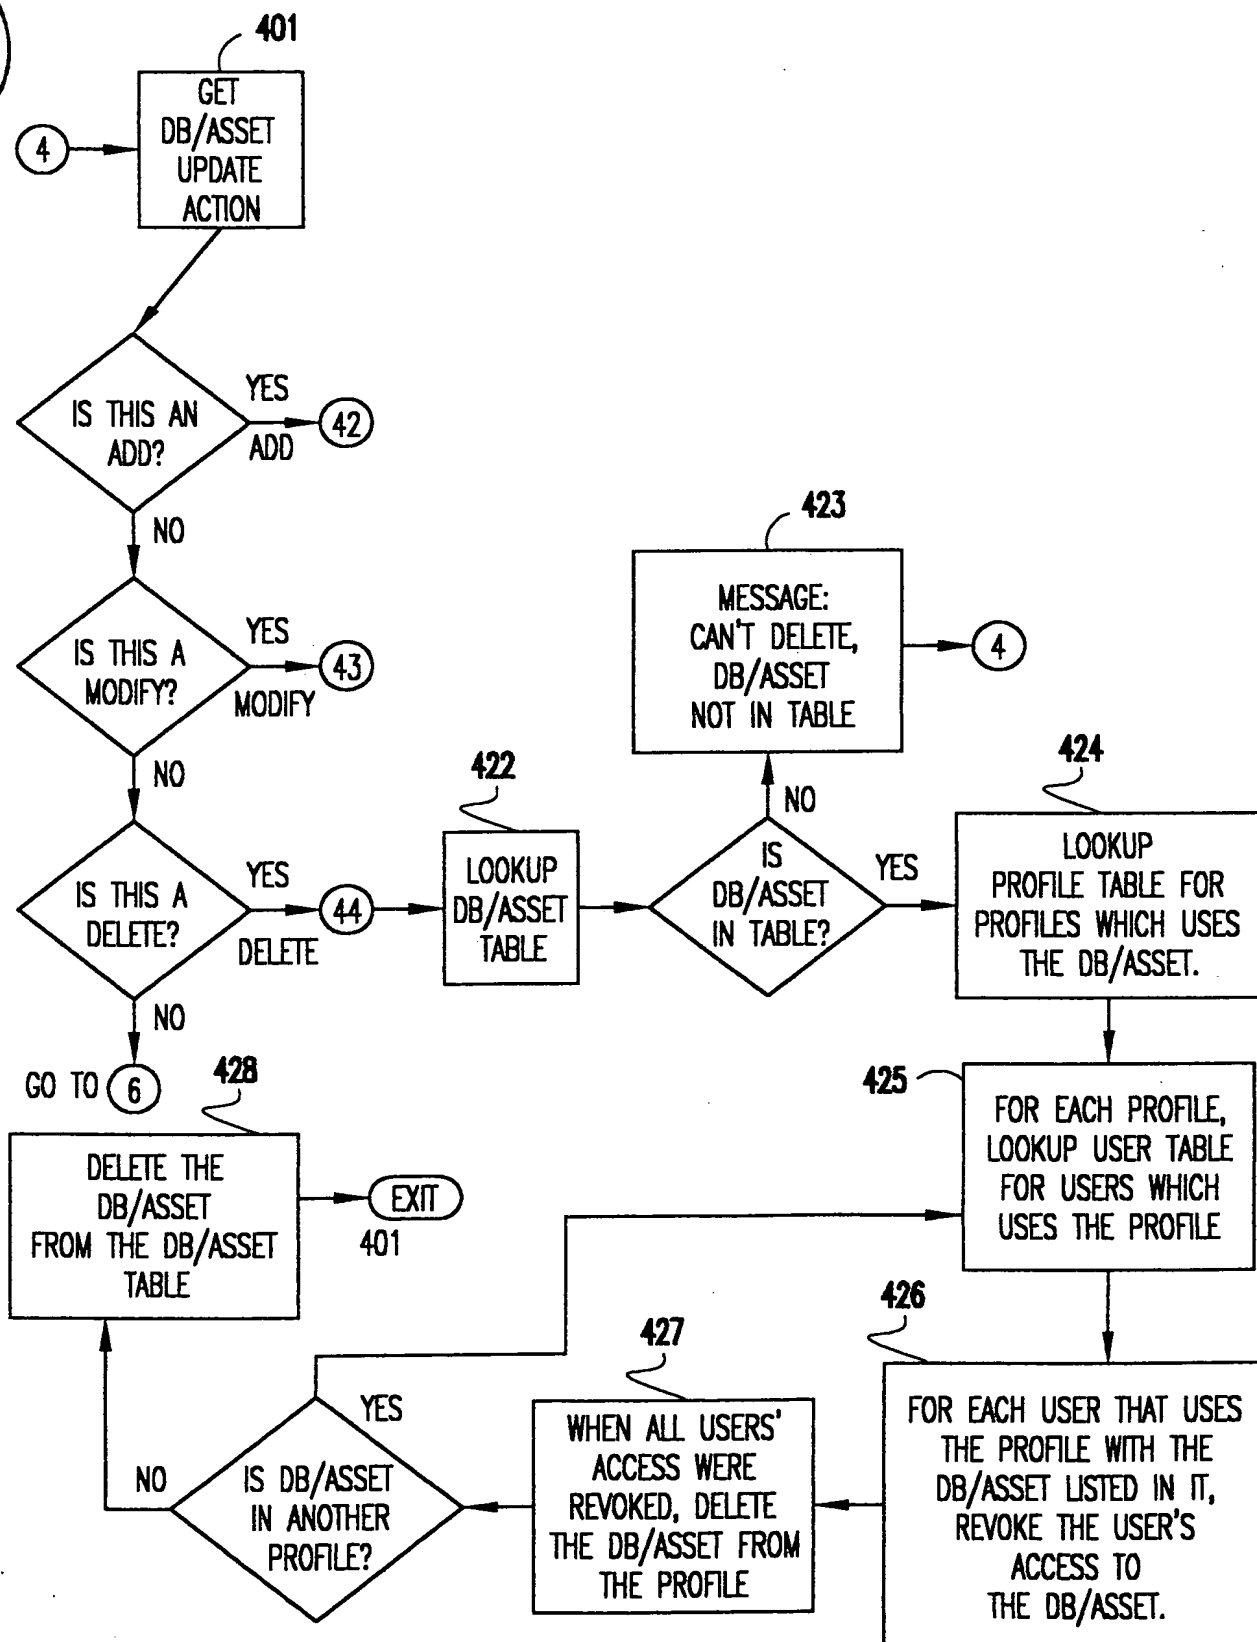 401
GET
DB/ASSET
UPDATE
ACTION
4
IS THIS AN
ADD?
YES
ADD
42
NO
IS THIS A
MODIFY?
YES
MODIFY
43
NO
IS THIS A
DELETE?
YES
DELETE
44
NO
GO TO 6
422
LOOKUP
DB/ASSET
TABLE
IS
DB/ASSET
IN TABLE?
NO
YES
423
MESSAGE:
CAN'T DELETE,
DB/ASSET
NOT IN TABLE
4
424
LOOKUP
PROFILE TABLE FOR
PROFILES WHICH USES
THE DB/ASSET.
425
FOR EACH PROFILE,
LOOKUP USER TABLE
FOR USERS WHICH
USES THE PROFILE
426
FOR EACH USER THAT USES
THE PROFILE WITH THE
DB/ASSET LISTED IN IT,
REVOKE THE USER'S
ACCESS TO
THE DB/ASSET.
427
WHEN ALL USERS'
ACCESS WERE
REVOKED, DELETE
THE DB/ASSET FROM
THE PROFILE
IS DB/ASSET
IN ANOTHER
PROFILE?
YES
NO
428
DELETE THE
DB/ASSET
FROM THE DB/ASSET
TABLE
EXIT
401